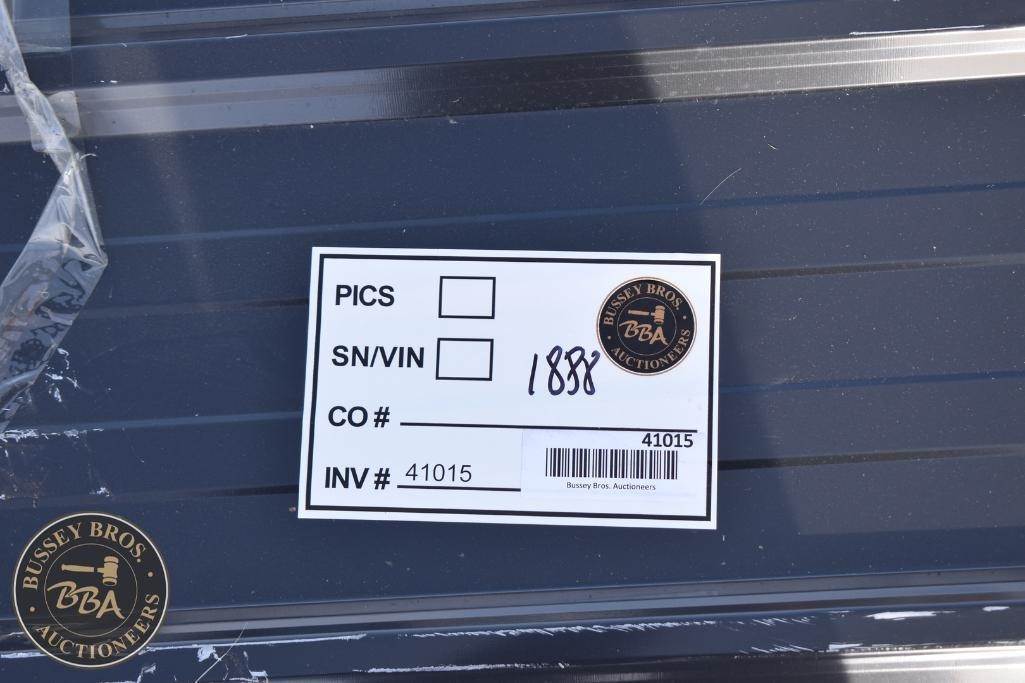 PICS
BUSSEY BROS.
BBA
AUCTIONEERS
SN/VIN
1888
CO #
41015
INV # 41015
Bussey Bros. Auctioneers
BUSSEY BROS.
BBA
AUCTIONEERS